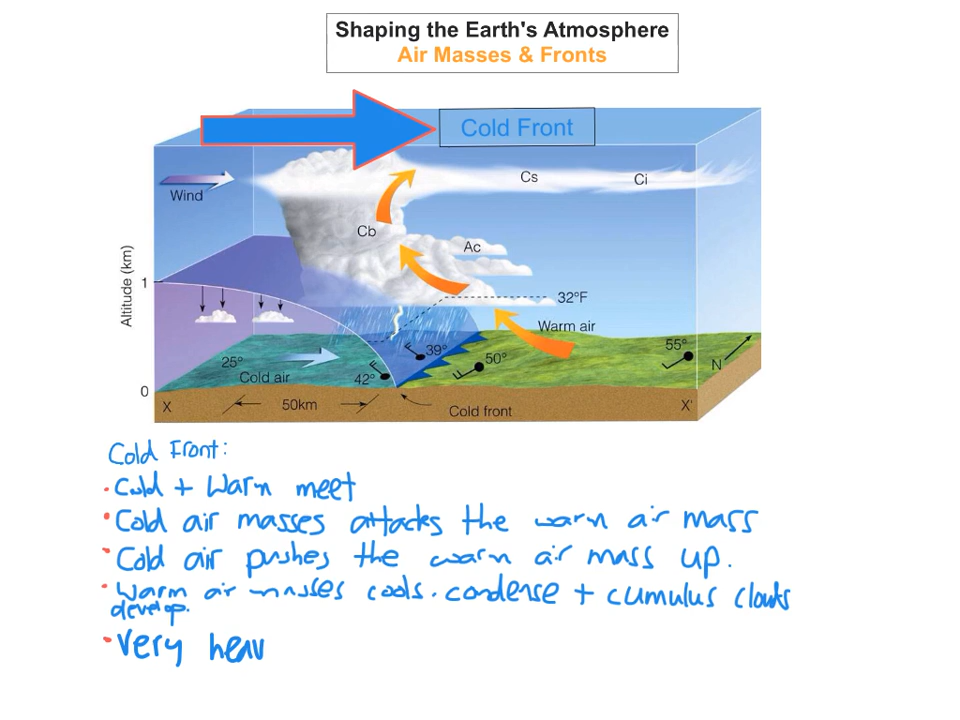 Shaping the Earth's Atmosphere
Air Masses & Fronts
Cold Front
Wind
Cs
Ci
Cb
Ac
Altitude (km)
1
32°F
Warm air
25°
Cold air
39°
42°
50°
55°
N
0
X
50km
Cold front
X'
Cold Front:
• Cold + Warm meet
• Cold air masses attacks the warm air mass
• Cold air pushes the warm air mass up.
• Warm air masses cools. condense + cumulus clouds
develop.
• Very heav